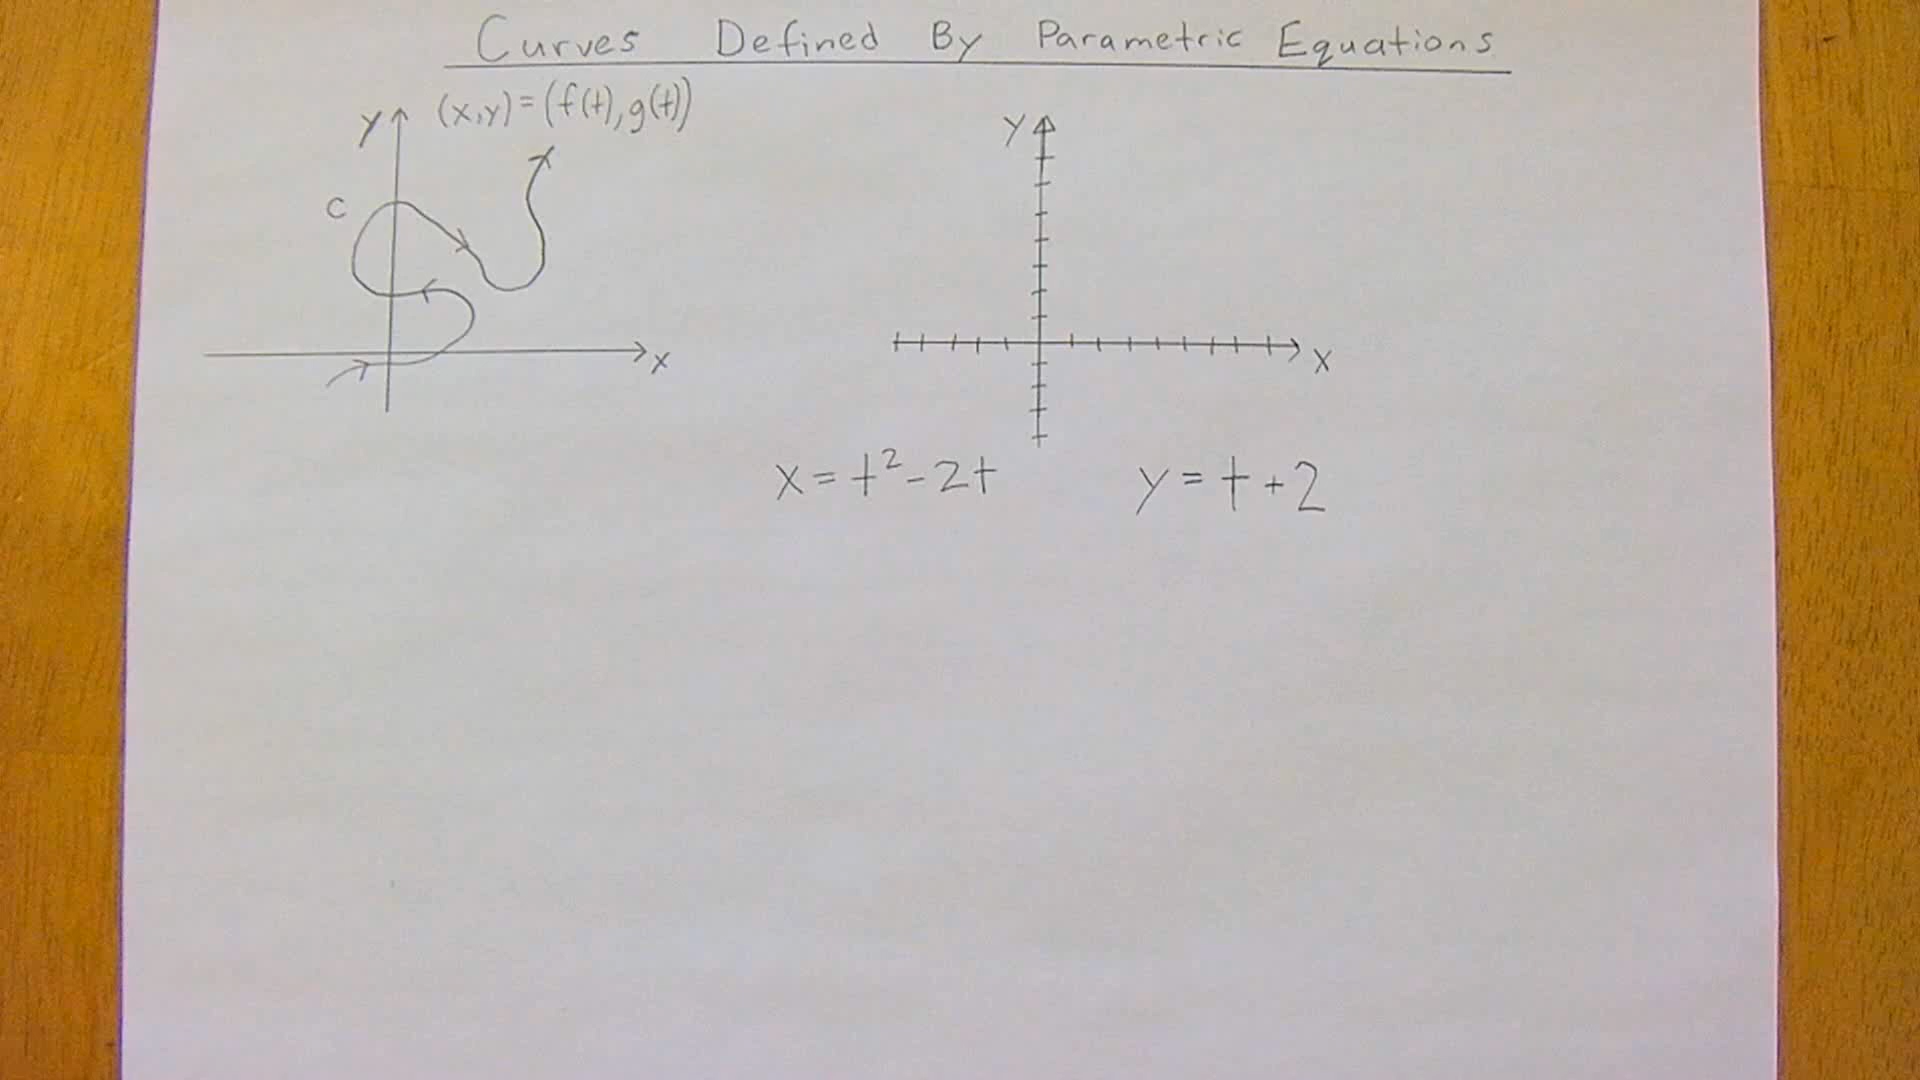 Curves Defined By Parametric Equations
(x,y)=(f(t),g(t))
y
C
x
y
x
x=t²-2t
y=t+2